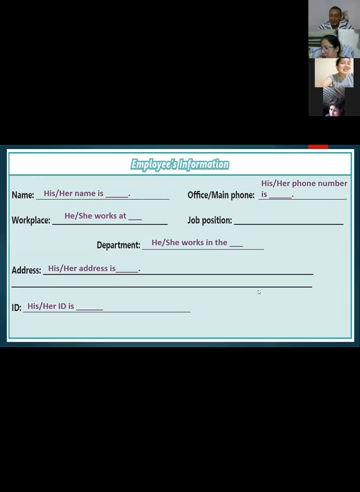 Employee's Information
His/Her phone number
Name: His/Her name is _____. Office/Main phone: is _____.
Workplace: He/She works at ___ Job position:
Department: He/She works in the ___
Address: His/Her address is_____.
ID: His/Her ID is ______